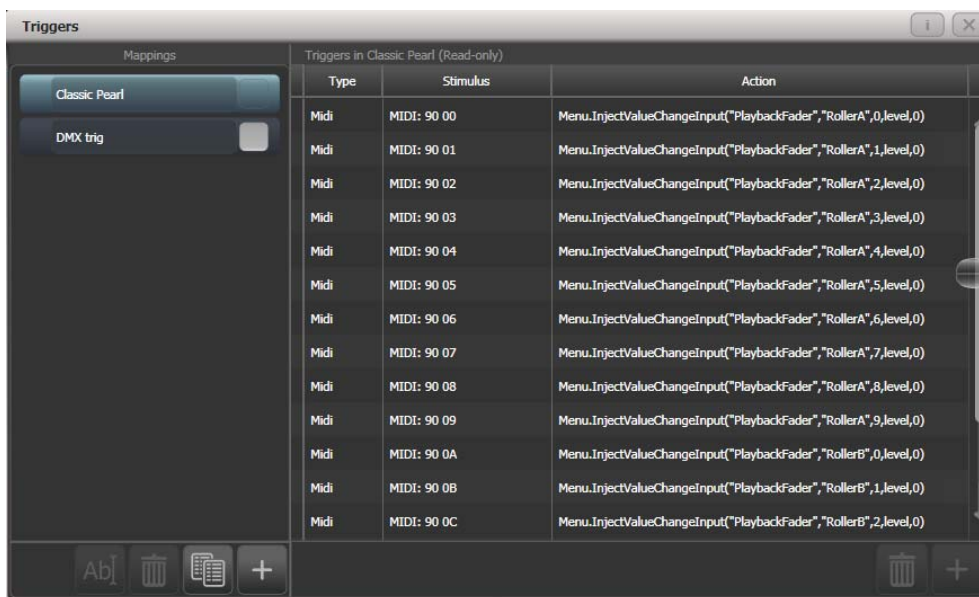 Triggers
Mappings
Classic Pearl
DMX trig
Abl
Triggers in Classic Pearl (Read-only)
Type Stimulus Action
Midi MIDI: 90 00 Menu.InjectValueChangeInput("PlaybackFader","RollerA",0,level,0)
Midi MIDI: 90 01 Menu.InjectValueChangeInput("PlaybackFader","RollerA",1,level,0)
Midi MIDI: 90 02 Menu.InjectValueChangeInput("PlaybackFader","RollerA",2,level,0)
Midi MIDI: 90 03 Menu.InjectValueChangeInput("PlaybackFader","RollerA",3,level,0)
Midi MIDI: 90 04 Menu.InjectValueChangeInput("PlaybackFader","RollerA",4,level,0)
Midi MIDI: 90 05 Menu.InjectValueChangeInput("PlaybackFader","RollerA",5,level,0)
Midi MIDI: 90 06 Menu.InjectValueChangeInput("PlaybackFader","RollerA",6,level,0)
Midi MIDI: 90 07 Menu.InjectValueChangeInput("PlaybackFader","RollerA",7,level,0)
Midi MIDI: 90 08 Menu.InjectValueChangeInput("PlaybackFader","RollerA",8,level,0)
Midi MIDI: 90 09 Menu.InjectValueChangeInput("PlaybackFader","RollerA",9,level,0)
Midi MIDI: 90 0A Menu.InjectValueChangeInput("PlaybackFader","RollerB",0,level,0)
Midi MIDI: 90 0B Menu.InjectValueChangeInput("PlaybackFader","RollerB",1,level,0)
Midi MIDI: 90 0C Menu.InjectValueChangeInput("PlaybackFader","RollerB",2,level,0)